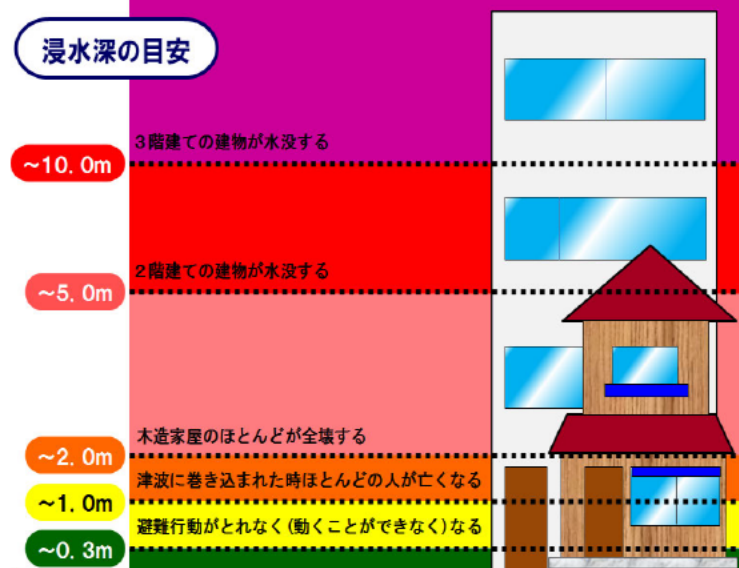 浸水深の目安
3階建ての建物が水没する
~10.0m
2階建ての建物が水没する
~5.0m
木造家屋のほとんどが全壊する
~2.0m
津波に巻き込まれた時ほとんどの人が亡くなる
~1.0m
避難行動がとれなく(動くことができなく)なる
~0.3m